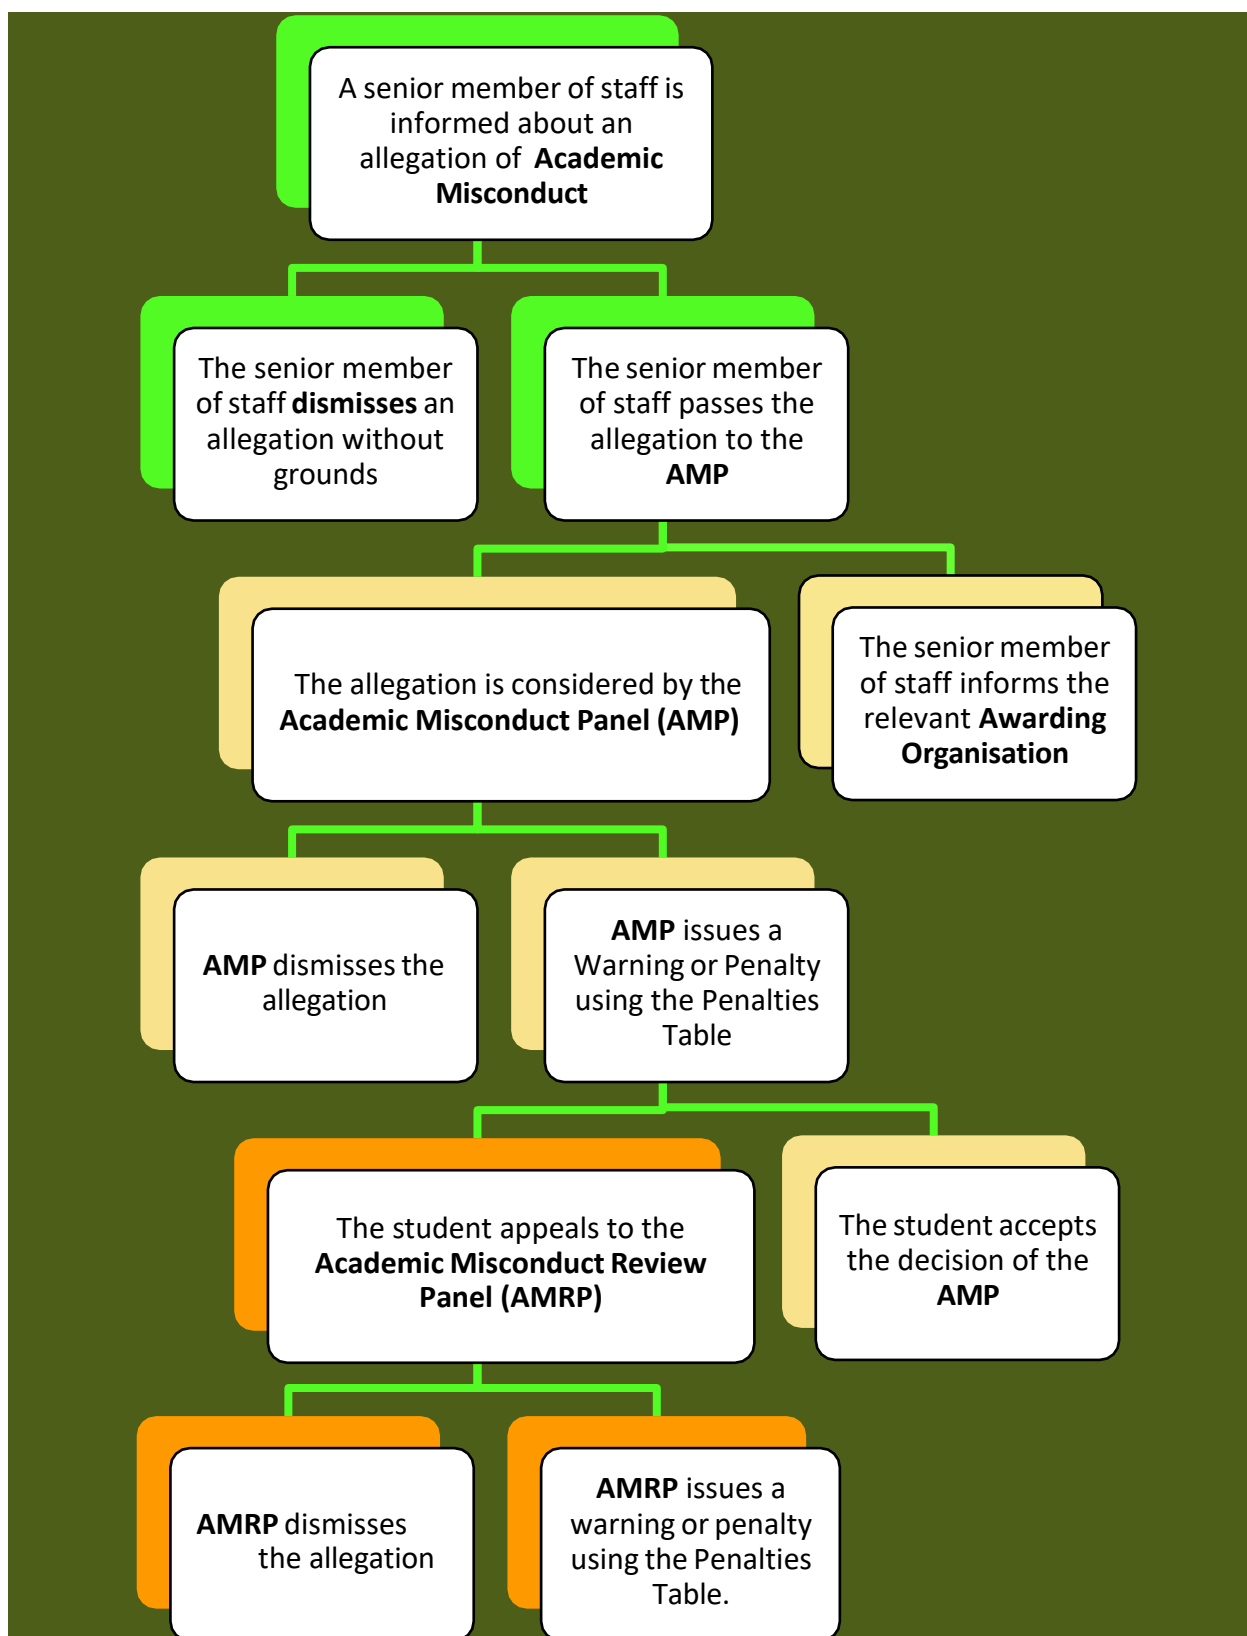 A senior member of staff is
informed about an
allegation of Academic
Misconduct
The senior member
of staff dismisses an
allegation without
grounds
The senior member
of staff passes the
allegation to the
AMP
The allegation is considered by the
Academic Misconduct Panel (AMP)
The senior member
of staff informs the
relevant Awarding
Organisation
AMP dismisses the
allegation
AMP issues a
Warning or Penalty
using the Penalties
Table
The student appeals to the
Academic Misconduct Review
Panel (AMRP)
The student accepts
the decision of the
AMP
AMRP dismisses
the allegation
AMRP issues a
warning or penalty
using the Penalties
Table.